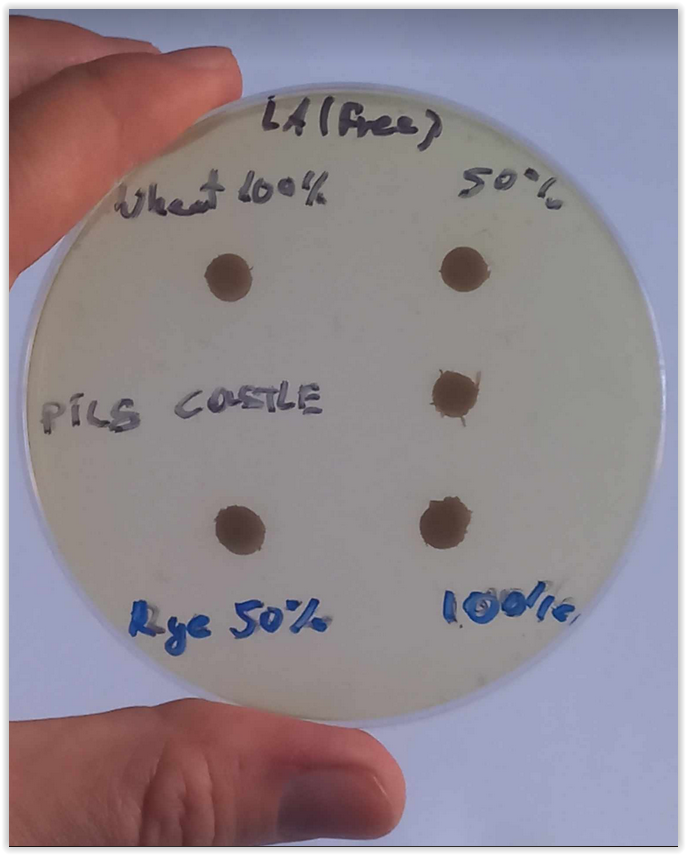 LA (Free)
Wheat 100% 50%
PILS CASTLE
Rye 50% 100%